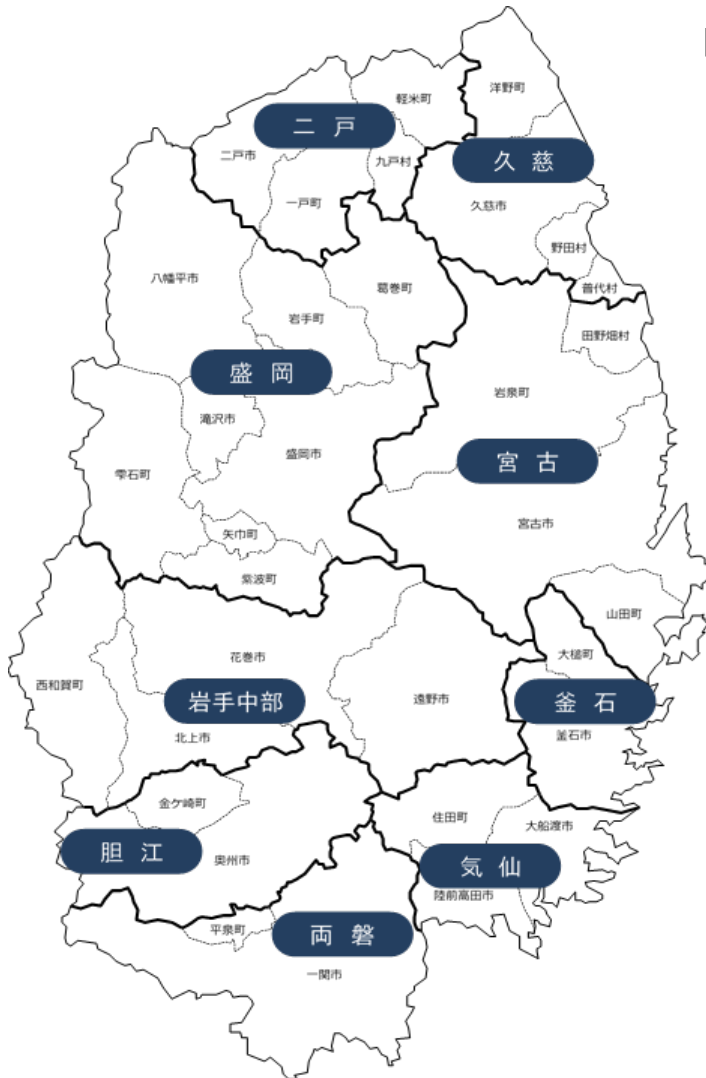 軽米町
洋野町
二戸
二戸市
九戸村
久慈
一戸町
久慈市
野田村
八幡平市
葛巻町
普代村
岩手町
田野畑村
盛岡
岩泉町
滝沢市
盛岡市
宮古
雫石町
宮古市
矢巾町
紫波町
山田町
大槌町
花巻市
西和賀町
遠野市
岩手中部
釜石
北上市
釜石市
金ケ崎町
住田町
大船渡市
胆江
奥州市
気仙
陸前高田市
平泉町
両磐
一関市